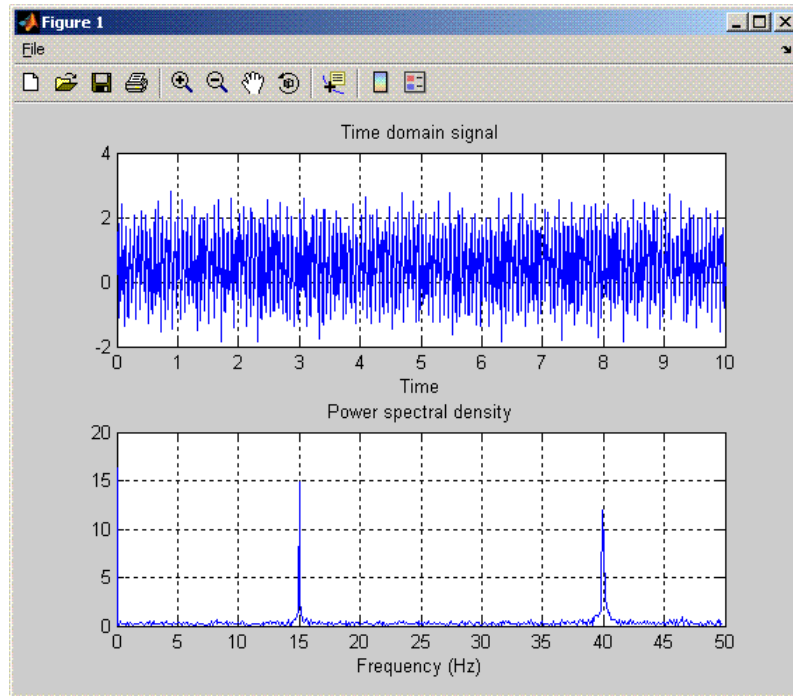 Figure 1
File
Time domain signal
4
2
0
-2
0 1 2 3 4 5 6 7 8 9 10
Time
Power spectral density
20
15
10
5
0
0 5 10 15 20 25 30 35 40 45 50
Frequency (Hz)